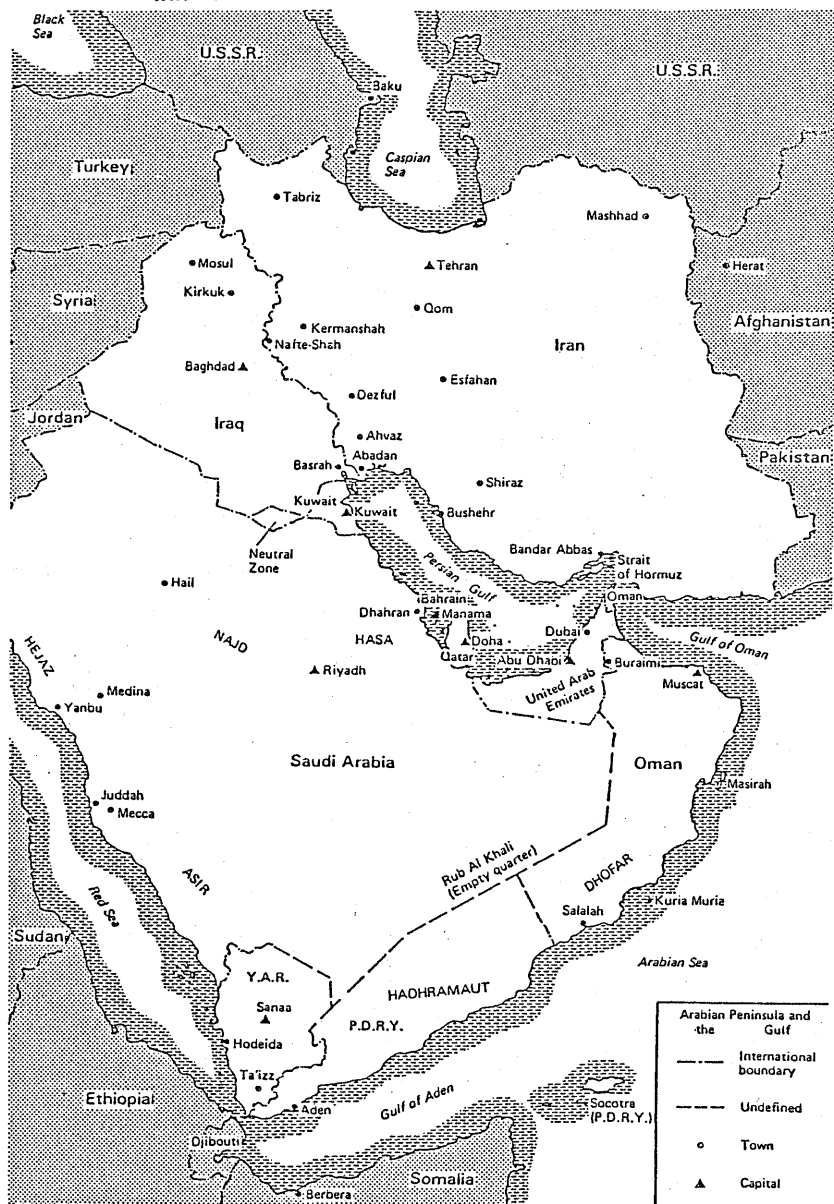 Black
Sea
U.S.S.R.
U.S.S.R.
Baku
Turkey
Caspian
Sea
Tabriz
Mashhad
Mosul
Tehran
Herat
Syria
Kirkuk
Qom
Kermanshah
Afghanistan
Nafte-Shah
Iran
Baghdad
Esfahan
Dezful
Jordan
Iraq
Ahvaz
Pakistan
Basrah
Abadan
Shiraz
Kuwait
Kuwait
Bushehr
Neutral
Zone
Bandar Abbas
Strait
of Hormuz
Persian Gulf
Hail
Bahrain
Oman
Dhahran
Manama
NAJD
HASA
Doha
Dubai
Gulf of Oman
HEJAZ
Qatar
Abu Dhabi
Buraimi
Riyadh
Muscat
Medina
United Arab
Emirates
Yanbu
Saudi Arabia
Oman
Masirah
Juddah
Mecca
Rub Al Khali
(Empty quarter)
ASIR
DHOFAR
Red Sea
Kuria Muria
Salalah
Sudan
Arabian Sea
Y.A.R.
HADHRAMAUT
Sanaa
P.D.R.Y.
Hodeida
Ta'izz
Ethiopia
Gulf of Aden
Aden
Socotra
(P.D.R.Y.)
Djibouti
Somalia
Berbera
Arabian Peninsula and
the Gulf
International
boundary
Undefined
Town
Capital